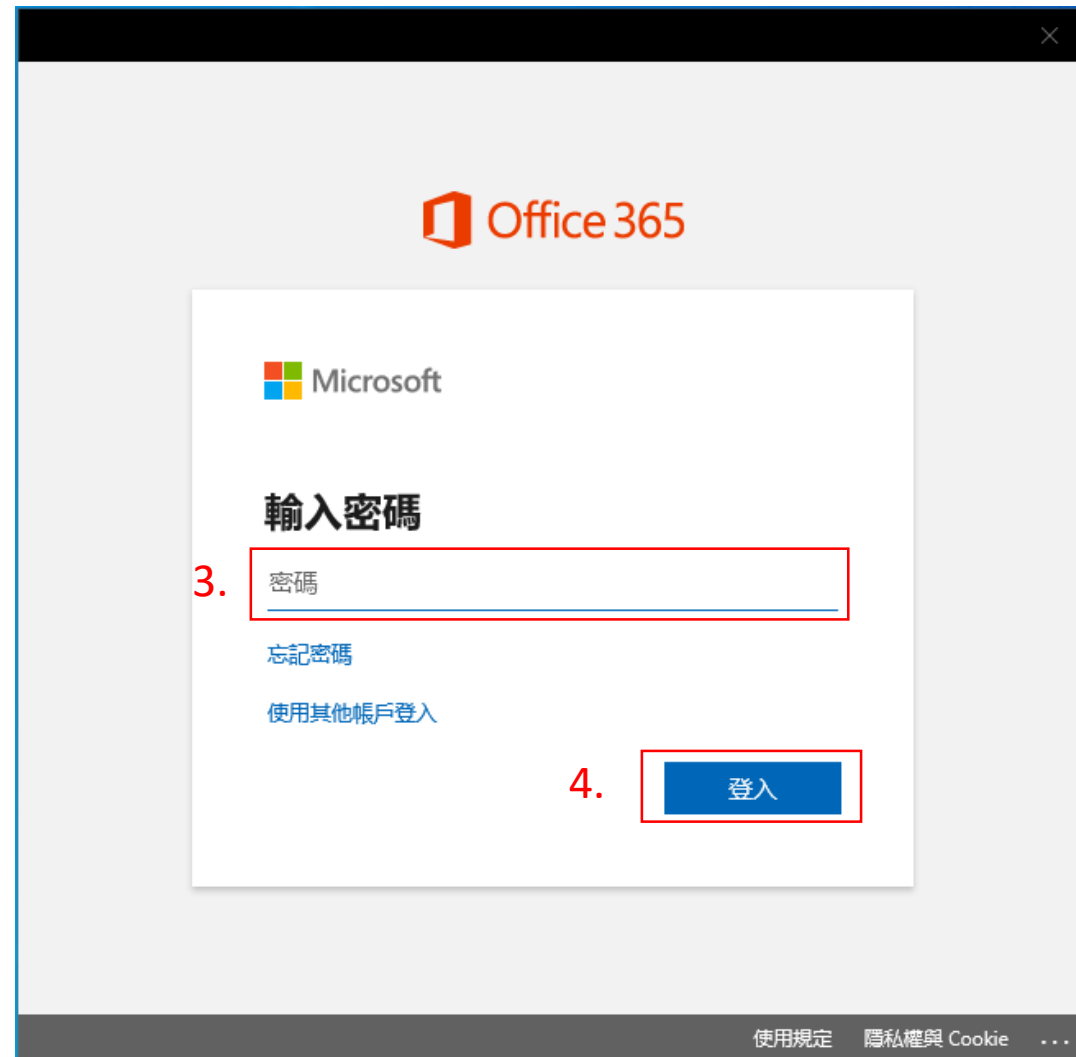 Office 365
Microsoft
輸入密碼
3. 密碼
忘記密碼
使用其他帳戶登入
4. 登入
使用規定 隱私權與 Cookie ...